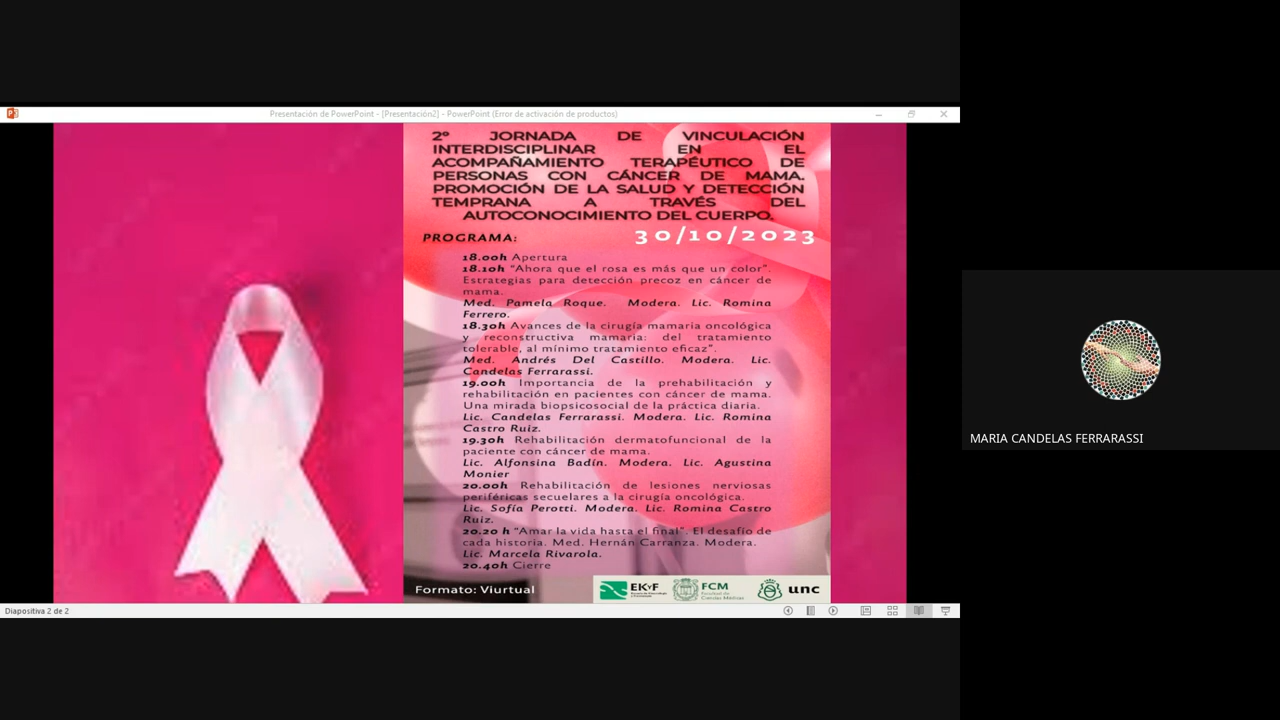 Presentación de PowerPoint - [Presentación2] - PowerPoint (Error de activación de productos)
2º JORNADA DE VINCULACIÓN
INTERDISCIPLINAR EN EL
ACOMPAÑAMIENTO TERAPÉUTICO DE
PERSONAS CON CÁNCER DE MAMA.
PROMOCIÓN DE LA SALUD Y DETECCIÓN
TEMPRANA A TRAVÉS DEL
AUTOCONOCIMIENTO DEL CUERPO.
PROGRAMA:
30/10/2023
18.00h Apertura
18.10h "Ahora que el rosa es más que un color".
Estrategias para detección precoz en cáncer de
mama.
Med. Pamela Roque. Modera. Lic. Romina
Ferrero.
18.30h Avances de la cirugía mamaria oncológica
y reconstructiva mamaria: del tratamiento
tolerable, al mínimo tratamiento eficaz".
Med. Andrés Del Castillo. Modera. Lic.
Candelas Ferrarassi.
19.00h Importancia de la prehabilitación y
rehabilitación en pacientes con cáncer de mama.
Una mirada biopsicosocial de la práctica diaria.
Lic. Candelas Ferrarassi. Modera. Lic. Romina
Castro Ruiz.
19.30h Rehabilitación dermatofuncional de la
paciente con cáncer de mama.
Lic. Alfonsina Badín. Modera. Lic. Agustina
Monier
20.00h Rehabilitación de lesiones nerviosas
periféricas secuelares a la cirugía oncológica.
Lic. Sofía Perotti. Modera. Lic. Romina Castro
Ruiz.
20.20 h "Amar la vida hasta el final". El desafío de
cada historia. Med. Hernán Carranza. Modera.
Lic. Marcela Rivarola.
20.40h Cierre
Formato: Viurtual
EKyF
FCM
Facultad de
Ciencias Médicas
unc
Diapositiva 2 de 2
MARIA CANDELAS FERRARASSI